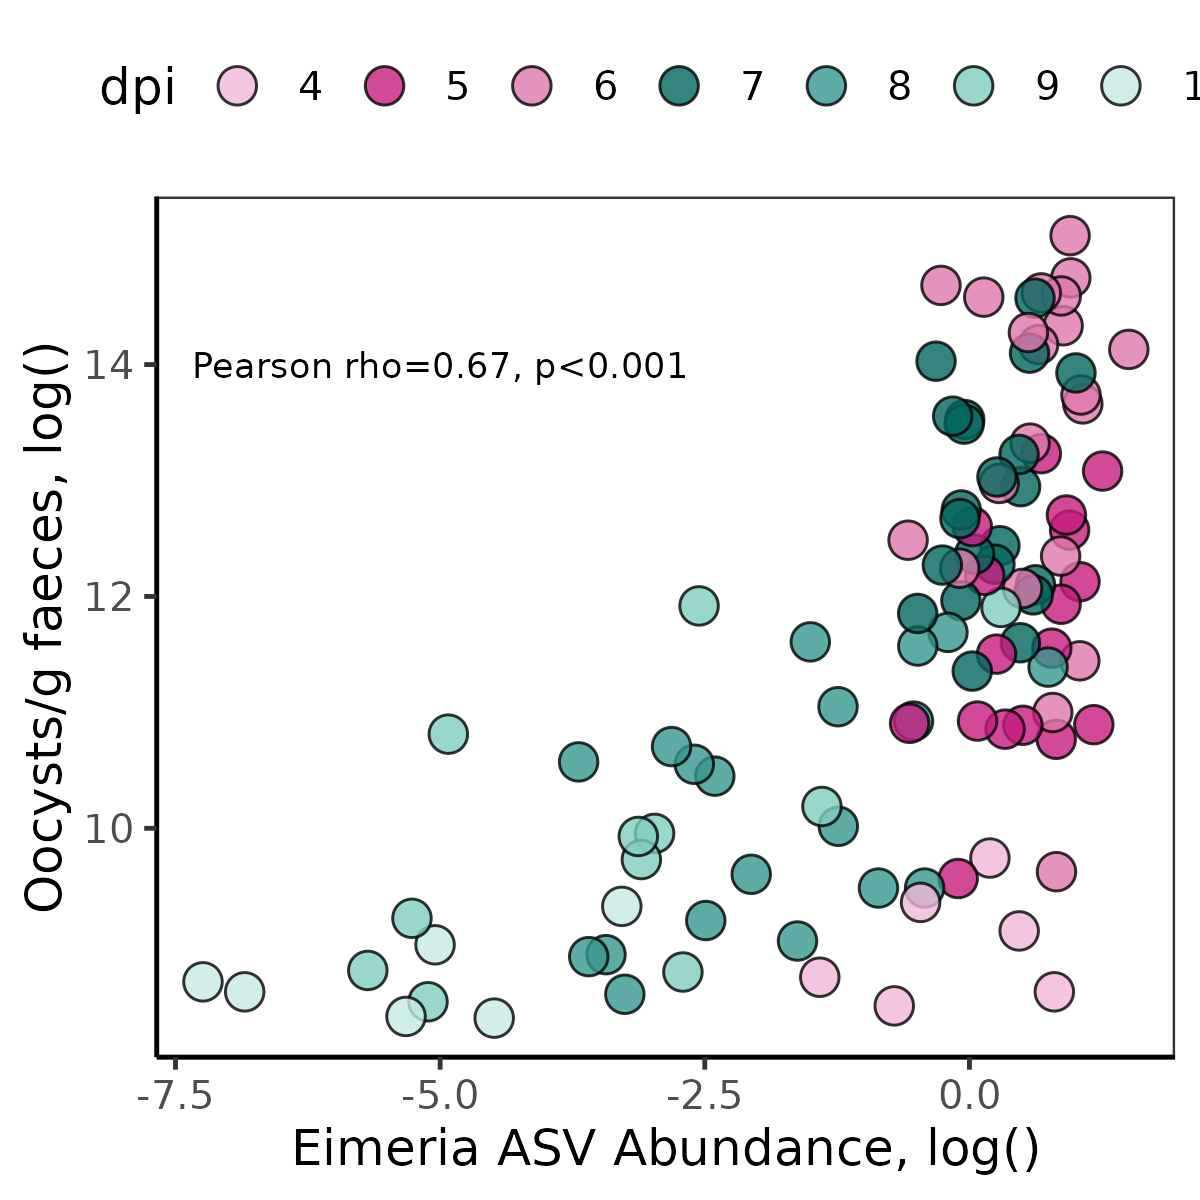 dpi 4 5 6 7 8 9 1
14
12
10
Pearson rho=0.67, p<0.001
Oocysts/g faeces, log()
-7.5 -5.0 -2.5 0.0
Eimeria ASV Abundance, log()